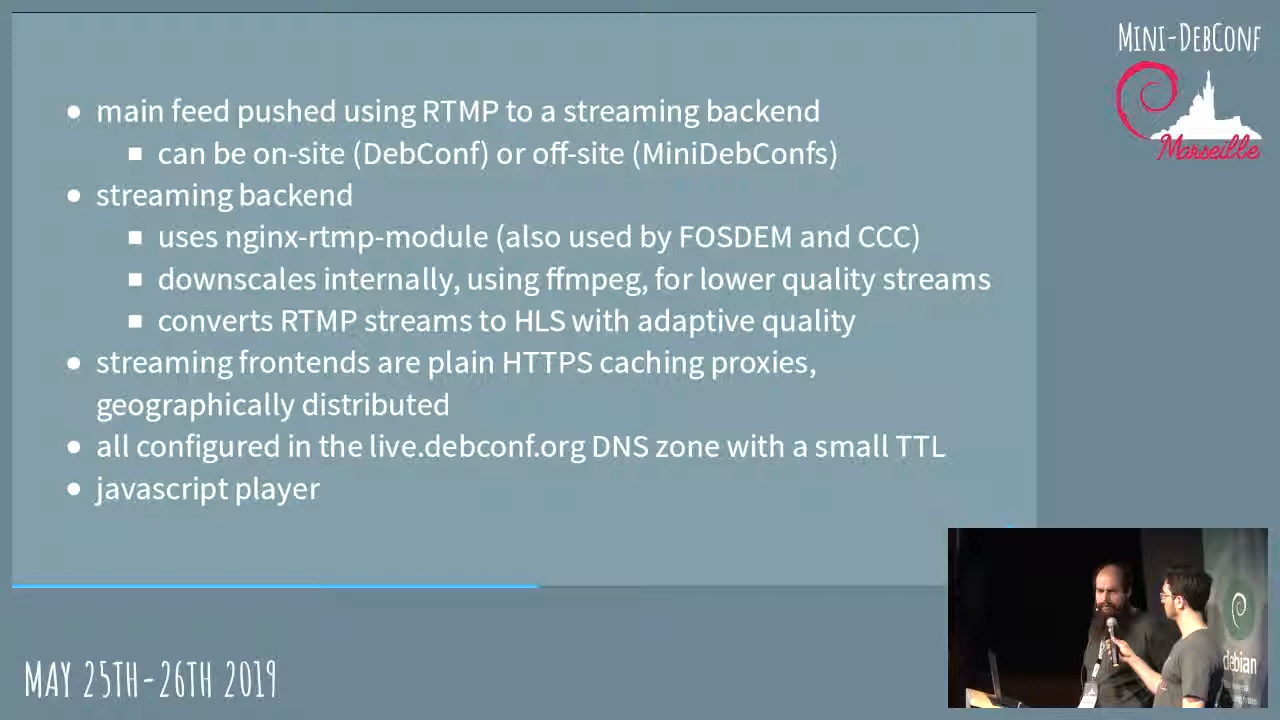 MINI-DEBCONF
Marseille
main feed pushed using RTMP to a streaming backend
can be on-site (DebConf) or off-site (MiniDebConfs)
streaming backend
uses nginx-rtmp-module (also used by FOSDEM and CCC)
downscales internally, using ffmpeg, for lower quality streams
converts RTMP streams to HLS with adaptive quality
streaming frontends are plain HTTPS caching proxies,
geographically distributed
all configured in the live.debconf.org DNS zone with a small TTL
javascript player
debian
MAY 25TH-26TH 2019